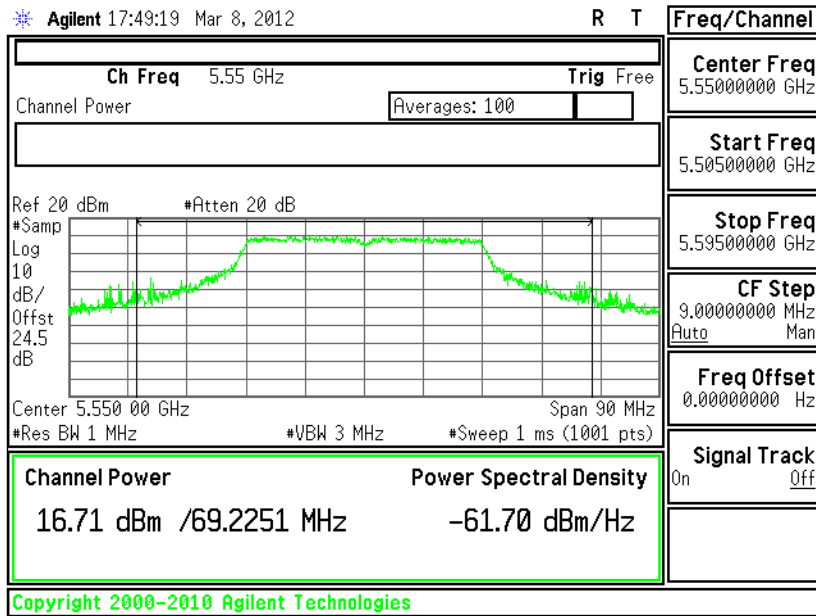 Agilent 17:49:19 Mar 8, 2012 R T
Freq/Channel
Ch Freq 5.55 GHz Trig Free
Channel Power Averages: 100
Center Freq
5.55000000 GHz
Start Freq
5.50500000 GHz
Stop Freq
5.59500000 GHz
CF Step
9.00000000 MHz
Auto Man
Freq Offset
0.00000000 Hz
Signal Track
On Off
Ref 20 dBm #Atten 20 dB
#Samp
Log
10
dB/
Offst
24.5
dB
Center 5.550 00 GHz Span 90 MHz
#Res BW 1 MHz #VBW 3 MHz #Sweep 1 ms (1001 pts)
Channel Power Power Spectral Density
16.71 dBm /69.2251 MHz -61.70 dBm/Hz
Copyright 2000-2010 Agilent Technologies